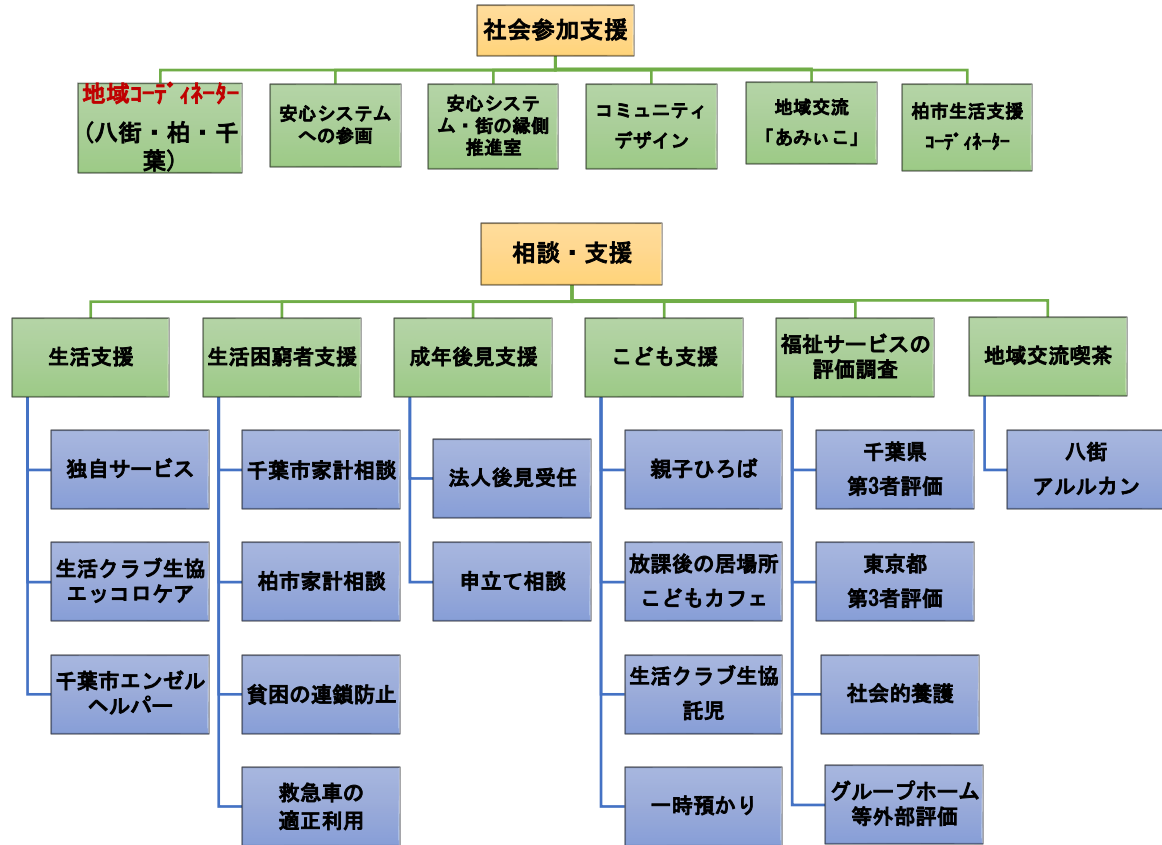 社会参加支援
地域ｺｰﾃﾞｨﾈｰﾀｰ
(八街・柏・千
葉)
安心システム
への参画
安心システ
ム・街の縁側
推進室
コミュニティ
デザイン
地域交流
「あみぃこ」
柏市生活支援
ｺｰﾃﾞｨﾈｰﾀｰ
相談・支援
生活支援
生活困窮者支援
成年後見支援
こども支援
福祉サービスの
評価調査
地域交流喫茶
独自サービス
生活クラブ生協
エッコロケア
千葉市エンゼル
ヘルパー
千葉市家計相談
柏市家計相談
貧困の連鎖防止
救急車の
適正利用
法人後見受任
申立て相談
親子ひろば
放課後の居場所
こどもカフェ
生活クラブ生協
託児
一時預かり
千葉県
第3者評価
東京都
第3者評価
社会的養護
グループホーム
等外部評価
八街
アルルカン